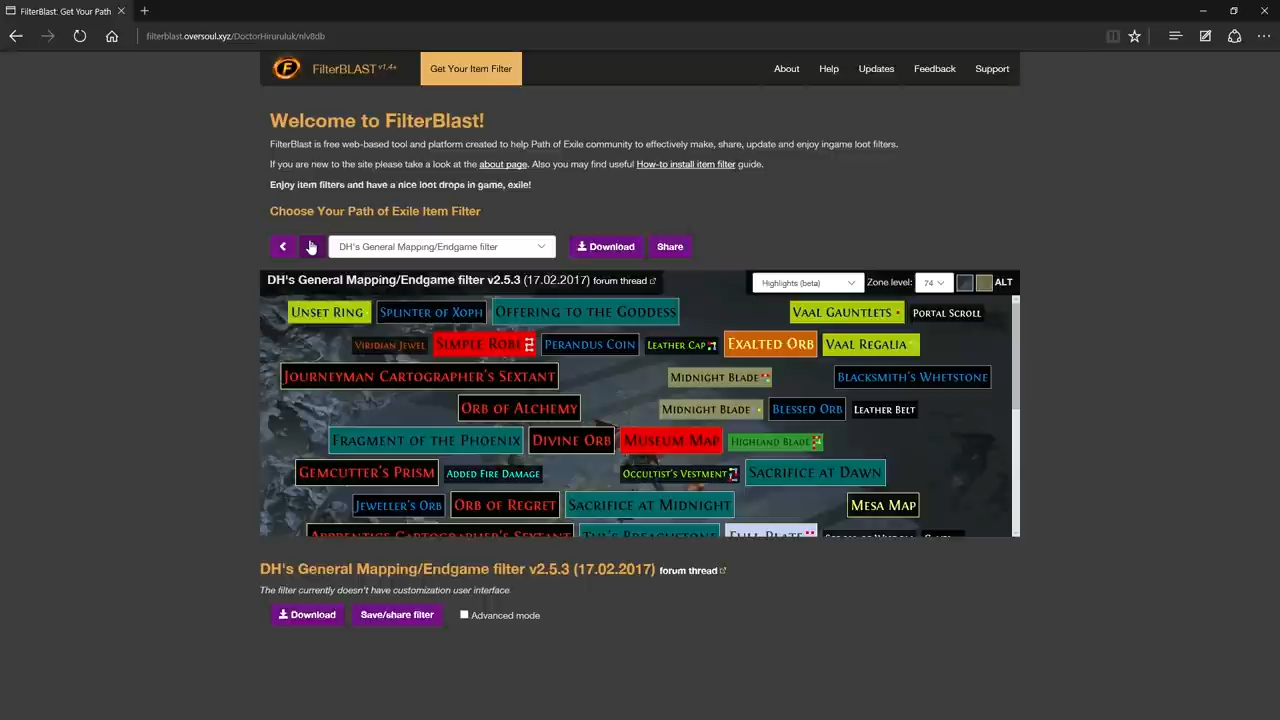 FilterBlast: Get Your Path
filterblast.oversoul.xyz/DoctorHiruruluk/nlv8db
FilterBLAST v1.4+ Get Your Item Filter About Help Updates Feedback Support
Welcome to FilterBlast!
FilterBlast is free web-based tool and platform created to help Path of Exile community to effectively make, share, update and enjoy ingame loot filters.
If you are new to the site please take a look at the about page. Also you may find useful How-to install item filter guide.
Enjoy item filters and have a nice loot drops in game, exile!
Choose Your Path of Exile Item Filter
DH's General Mapping/Endgame filter Download Share
DH's General Mapping/Endgame filter v2.5.3 (17.02.2017) forum thread Highlights (beta) Zone level: 74 ALT
Unset Ring Splinter of Xoph Offering to the Goddess Vaal Gauntlets Portal Scroll
Viridian Jewel Simple Robe Perandus Coin Leather Cap Exalted Orb Vaal Regalia
Journeyman Cartographer's Sextant Midnight Blade Blacksmith's Whetstone
Orb of Alchemy Midnight Blade Blessed Orb Leather Belt
Fragment of the Phoenix Divine Orb Museum Map Highland Blade
Gemcutter's Prism Added Fire Damage Occultist's Vestment Sacrifice at Dawn
Jeweller's Orb Orb of Regret Sacrifice at Midnight Mesa Map
Apprentice Cartographer's Sextant Tul's Breachstone Full Plate
DH's General Mapping/Endgame filter v2.5.3 (17.02.2017) forum thread
The filter currently doesn't have customization user interface
Download Save/share filter Advanced mode